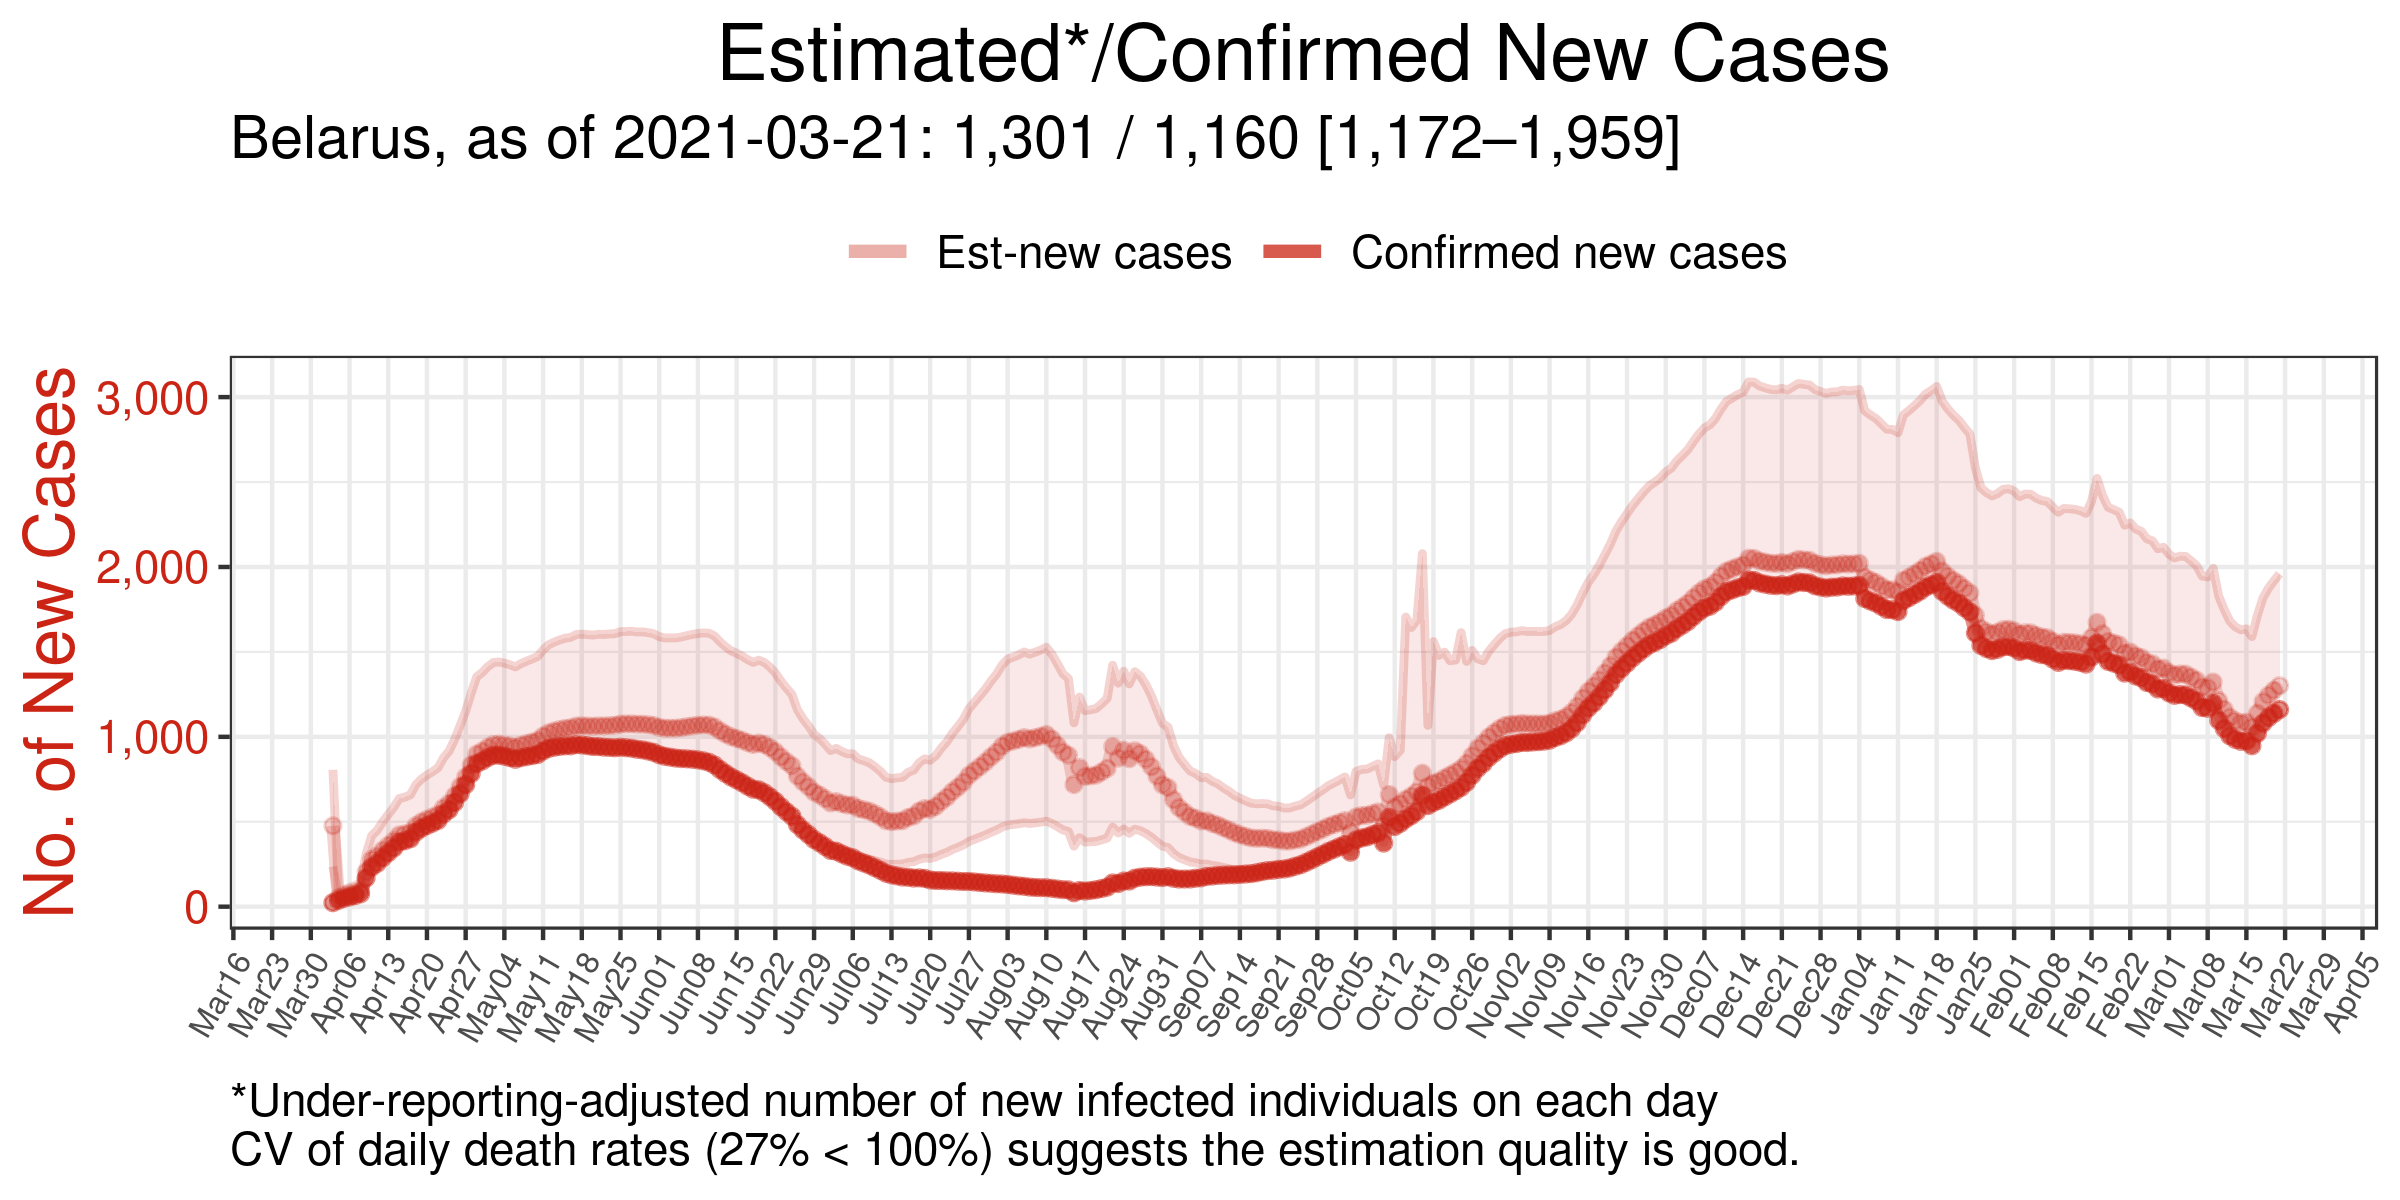 Estimated*/Confirmed New Cases
Belarus, as of 2021-03-21: 1,301 / 1,160 [1,172–1,959]
Est-new cases Confirmed new cases
No. of New Cases
3,000
2,000
1,000
0
Mar16 Mar23 Mar30 Apr06 Apr13 Apr20 Apr27 May04 May11 May18 May25 Jun01 Jun08 Jun15 Jun22 Jun29 Jul06 Jul13 Jul20 Jul27 Aug03 Aug10 Aug17 Aug24 Aug31 Sep07 Sep14 Sep21 Sep28 Oct05 Oct12 Oct19 Oct26 Nov02 Nov09 Nov16 Nov23 Nov30 Dec07 Dec14 Dec21 Dec28 Jan04 Jan11 Jan18 Jan25 Feb01 Feb08 Feb15 Feb22 Mar01 Mar08 Mar15 Mar22 Mar29 Apr05
*Under-reporting-adjusted number of new infected individuals on each day
CV of daily death rates (27% < 100%) suggests the estimation quality is good.